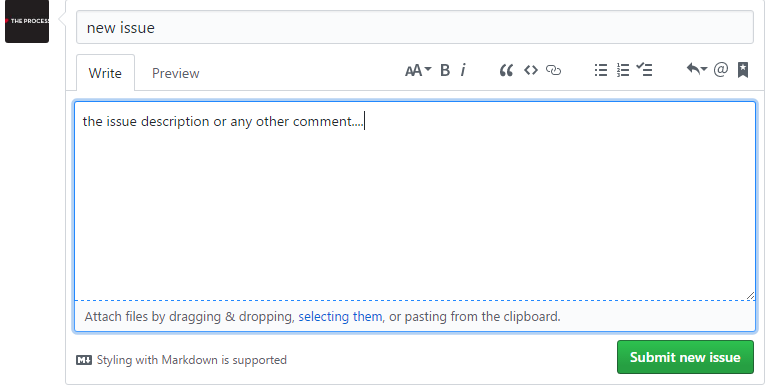 THE PROCESS
new issue
Write Preview AA B i @
the issue description or any other comment....
Attach files by dragging & dropping, selecting them, or pasting from the clipboard.
M Styling with Markdown is supported
Submit new issue